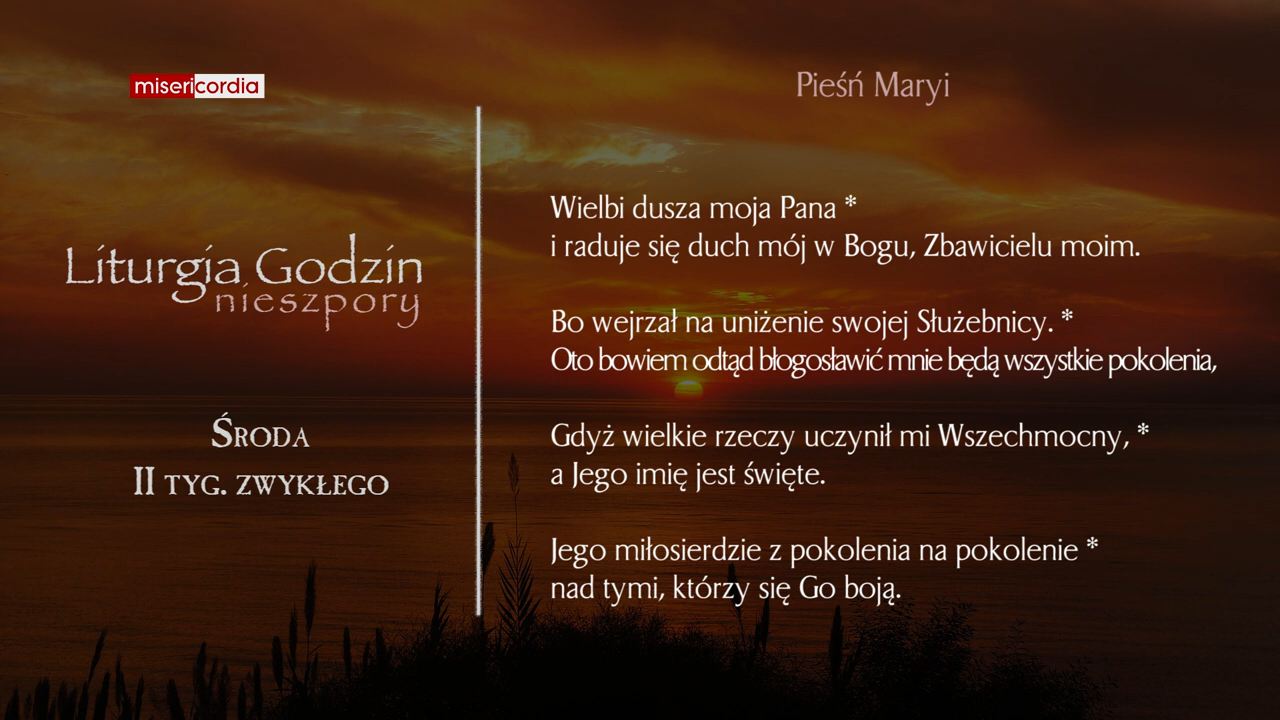 misericordia
Liturgia Godzin
nieszpory
Środa
II tyg. zwykłego
Pieśń Maryi
Wielbi dusza moja Pana *
i raduje się duch mój w Bogu, Zbawicielu moim.
Bo wejrzał na uniżenie swojej Służebnicy. *
Oto bowiem odtąd błogosławić mnie będą wszystkie pokolenia,
Gdyż wielkie rzeczy uczynił mi Wszechmocny, *
a Jego imię jest święte.
Jego miłosierdzie z pokolenia na pokolenie *
nad tymi, którzy się Go boją.